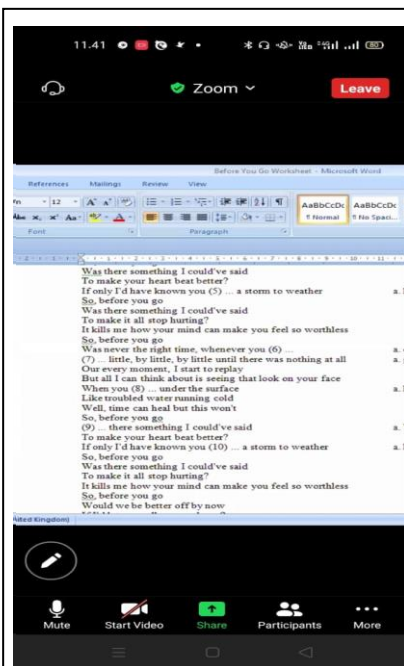 11.41
80
Zoom
Leave
Before You Go Worksheet - Microsoft Word
References Mailings Review View
12
AaBbCcDc AaBbCcDc
¶ Normal ¶ No Spaci...
Font Paragraph
Was there something I could've said
To make your heart beat better?
If only I'd have known you (5) ... a storm to weather a.
So, before you go
Was there something I could've said
To make it all stop hurting?
It kills me how your mind can make you feel so worthless
So, before you go
Was never the right time, whenever you (6) ... a.
(7) ... little, by little, by little until there was nothing at all a.
Our every moment, I start to replay
But all I can think about is seeing that look on your face
When you (8) ... under the surface a.
Like troubled water running cold
Well, time can heal but this won't
So, before you go
(9) ... there something I could've said a.
To make your heart beat better?
If only I'd have known you (10) ... a storm to weather a.
So, before you go
Was there something I could've said
To make it all stop hurting?
It kills me how your mind can make you feel so worthless
So, before you go
Would we be better off by now
United Kingdom)
Mute Start Video Share Participants More